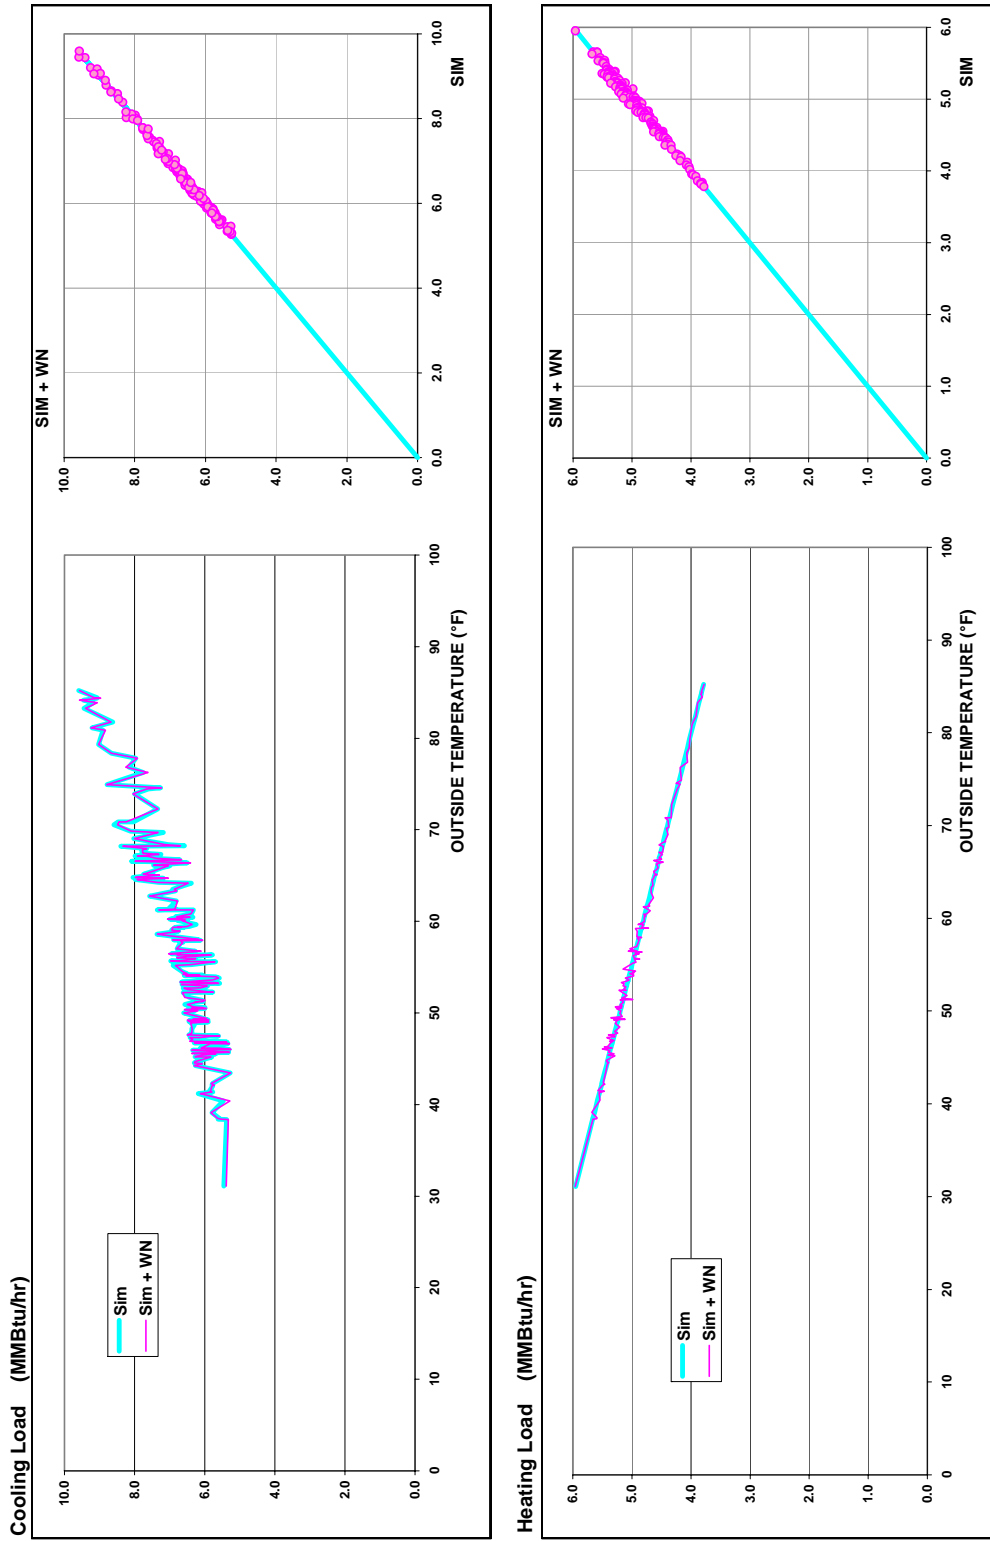 Cooling Load (MMBtu/hr)
10.0
8.0
6.0
4.0
2.0
0.0
0 10 20 30 40 50 60 70 80 90 100
OUTSIDE TEMPERATURE (°F)
Sim
Sim + WN
SIM + WN
10.0
8.0
6.0
4.0
2.0
0.0
0.0 2.0 4.0 6.0 8.0 10.0
SIM
Heating Load (MMBtu/hr)
6.0
5.0
4.0
3.0
2.0
1.0
0.0
0 10 20 30 40 50 60 70 80 90 100
OUTSIDE TEMPERATURE (°F)
Sim
Sim + WN
SIM + WN
6.0
5.0
4.0
3.0
2.0
1.0
0.0
0.0 1.0 2.0 3.0 4.0 5.0 6.0
SIM